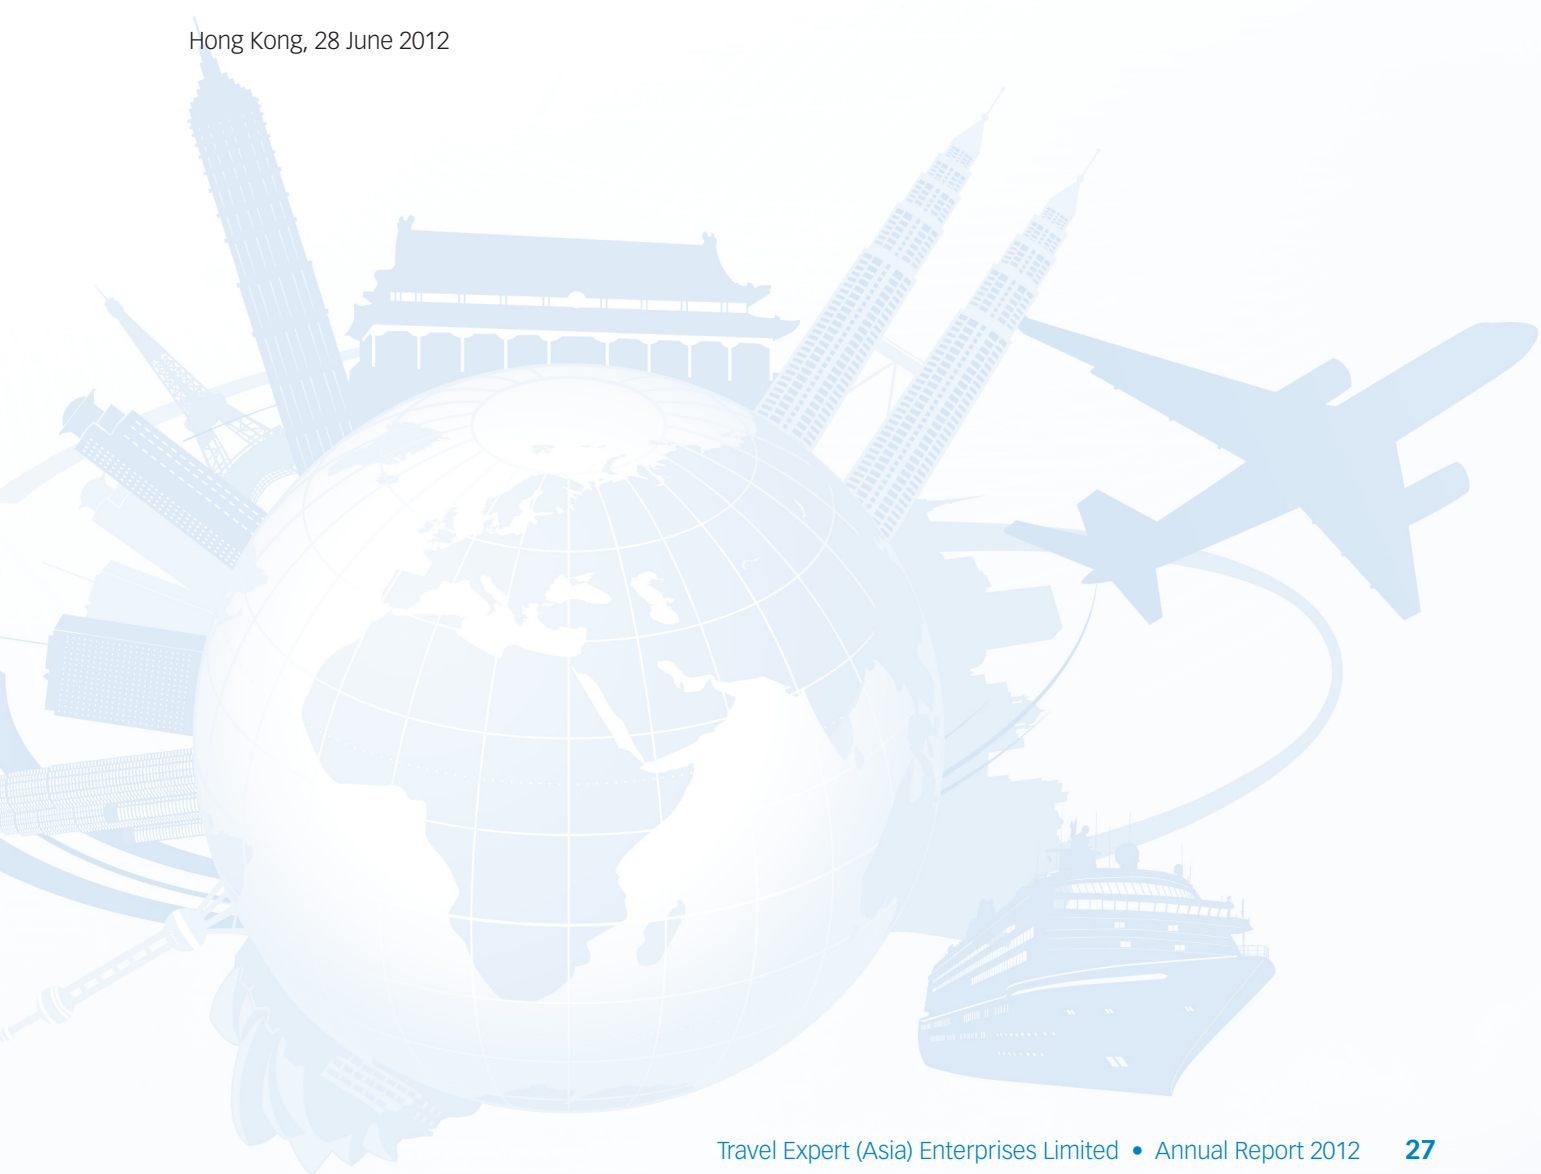 Hong Kong, 28 June 2012
Travel Expert (Asia) Enterprises Limited • Annual Report 2012 27